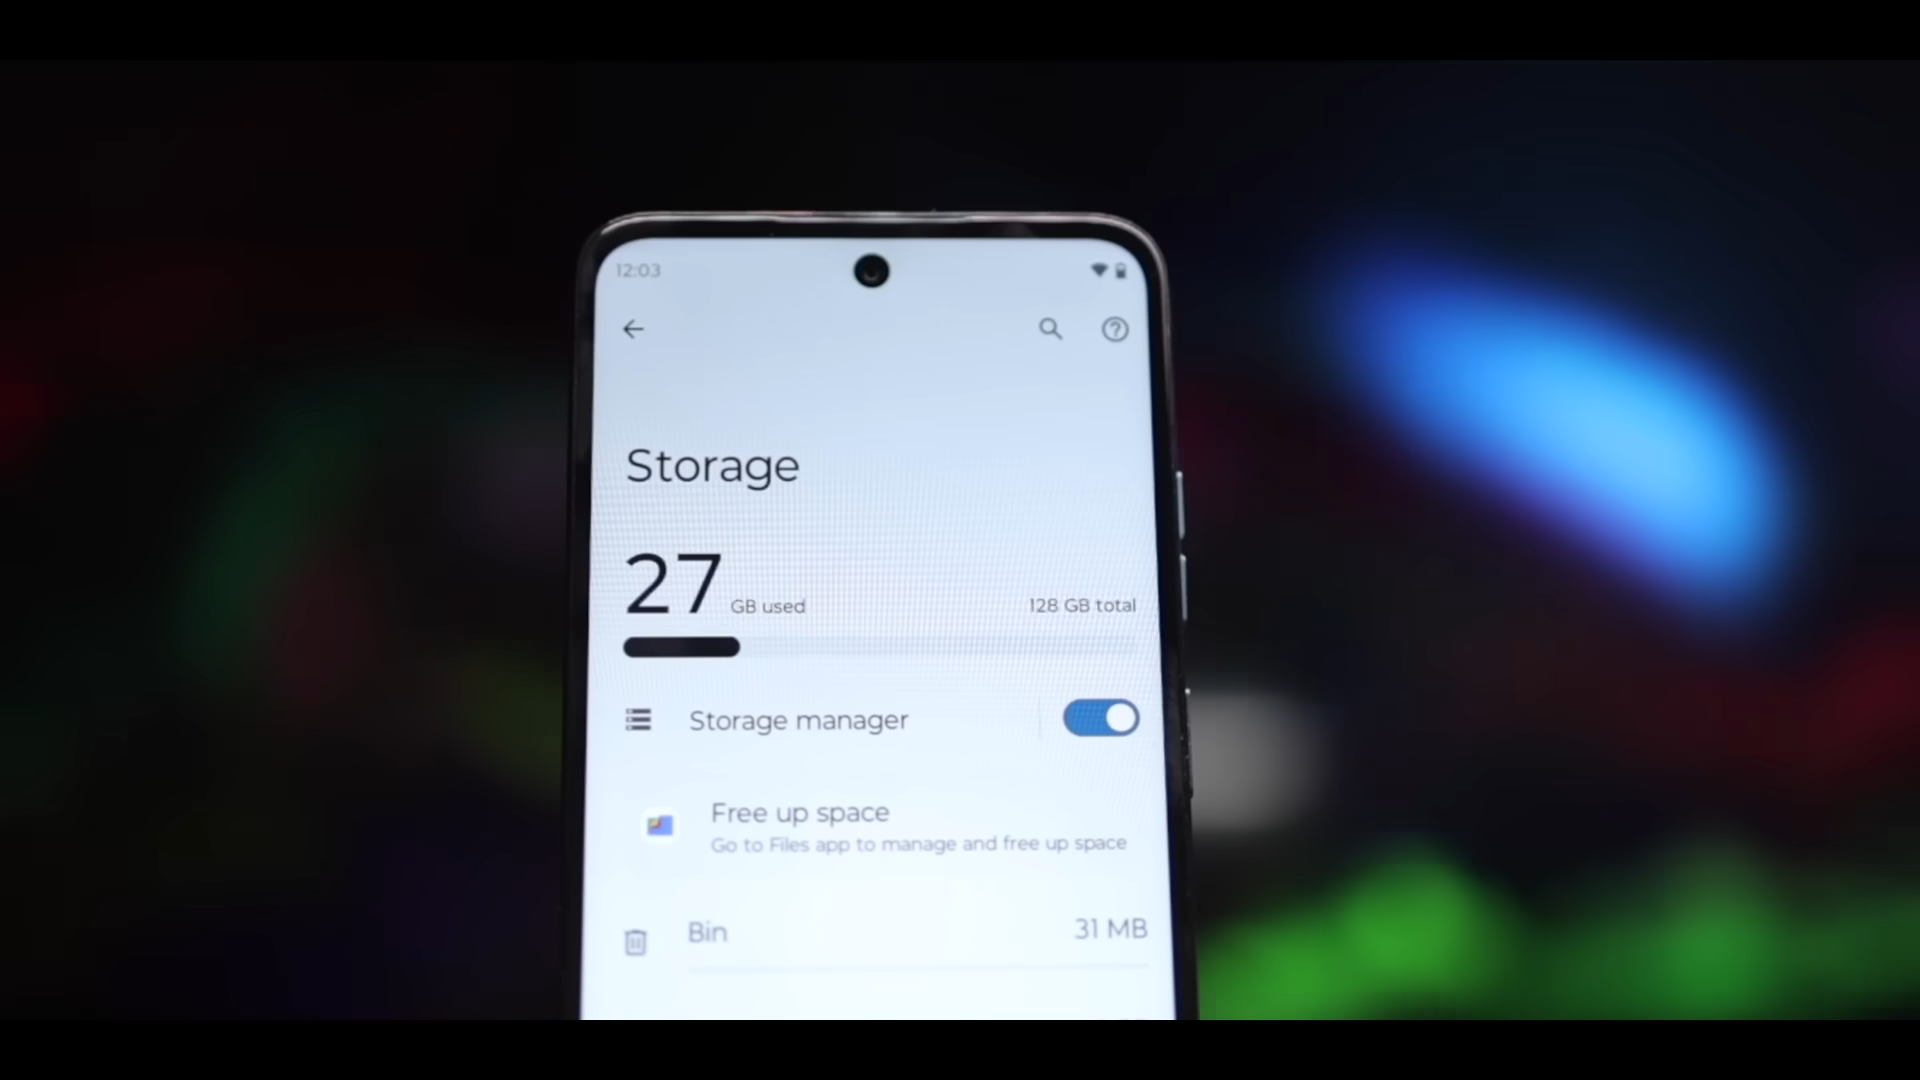 12:03
Storage
27 GB used 128 GB total
Storage manager
Free up space
Go to Files app to manage and free up space
Bin 31 MB